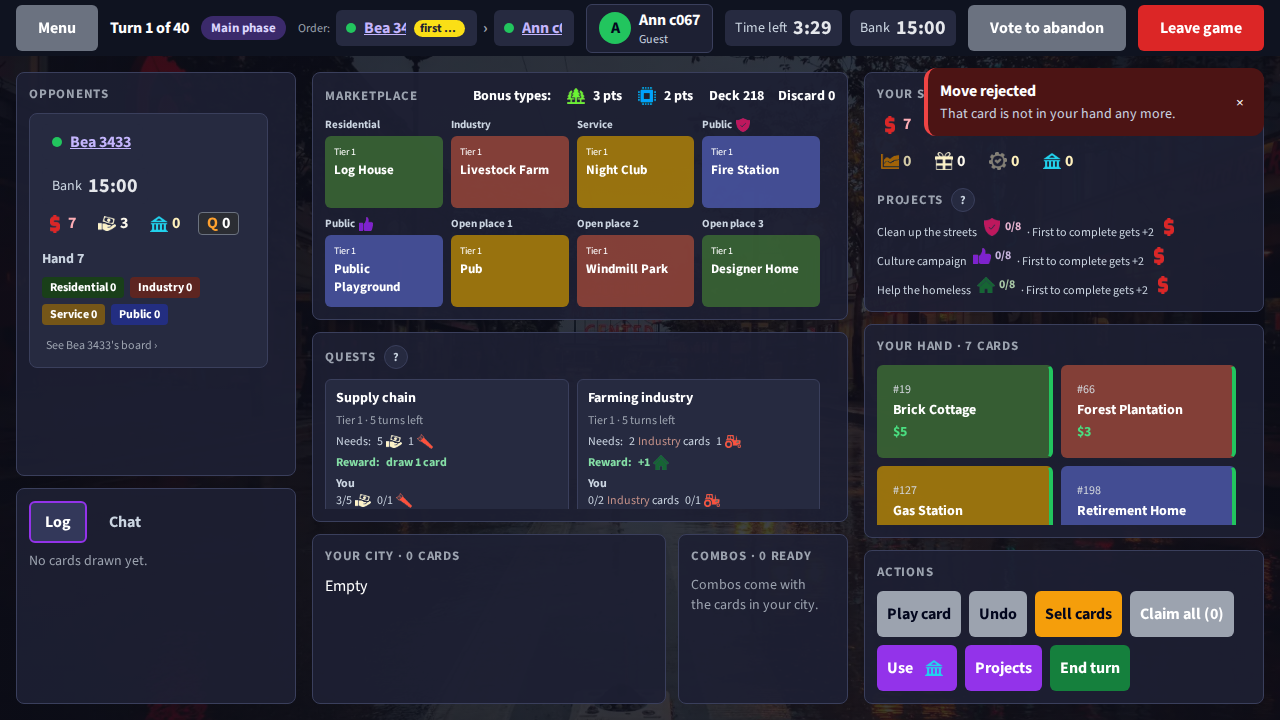 Menu
Turn 1 of 40
Main phase
Order:
Bea 34
first ...
›
Ann c
A
Ann c067
Guest
Time left 3:29
Bank 15:00
Vote to abandon
Leave game
OPPONENTS
Bea 3433
Bank 15:00
7
3
0
Q 0
Hand 7
Residential 0
Industry 0
Service 0
Public 0
See Bea 3433's board ›
Log
Chat
No cards drawn yet.
MARKETPLACE
Bonus types: 3 pts 2 pts Deck 218 Discard 0
Residential
Industry
Service
Public
Tier 1
Log House
Tier 1
Livestock Farm
Tier 1
Night Club
Tier 1
Fire Station
Public
Open place 1
Open place 2
Open place 3
Tier 1
Public
Playground
Tier 1
Pub
Tier 1
Windmill Park
Tier 1
Designer Home
QUESTS ?
Supply chain
Tier 1 · 5 turns left
Needs: 5 1
Reward: draw 1 card
You
3/5 0/1
Farming industry
Tier 1 · 5 turns left
Needs: 2 Industry cards 1
Reward: +1
You
0/2 Industry cards 0/1
YOUR CITY · 0 CARDS
Empty
COMBOS · 0 READY
Combos come with
the cards in your city.
YOUR S
Move rejected
That card is not in your hand any more.
×
7
0 0 0 0
PROJECTS ?
Clean up the streets 0/8 · First to complete gets +2
Culture campaign 0/8 · First to complete gets +2
Help the homeless 0/8 · First to complete gets +2
YOUR HAND · 7 CARDS
#19
Brick Cottage
$5
#66
Forest Plantation
$3
#127
Gas Station
#198
Retirement Home
ACTIONS
Play card
Undo
Sell cards
Claim all (0)
Use
Projects
End turn